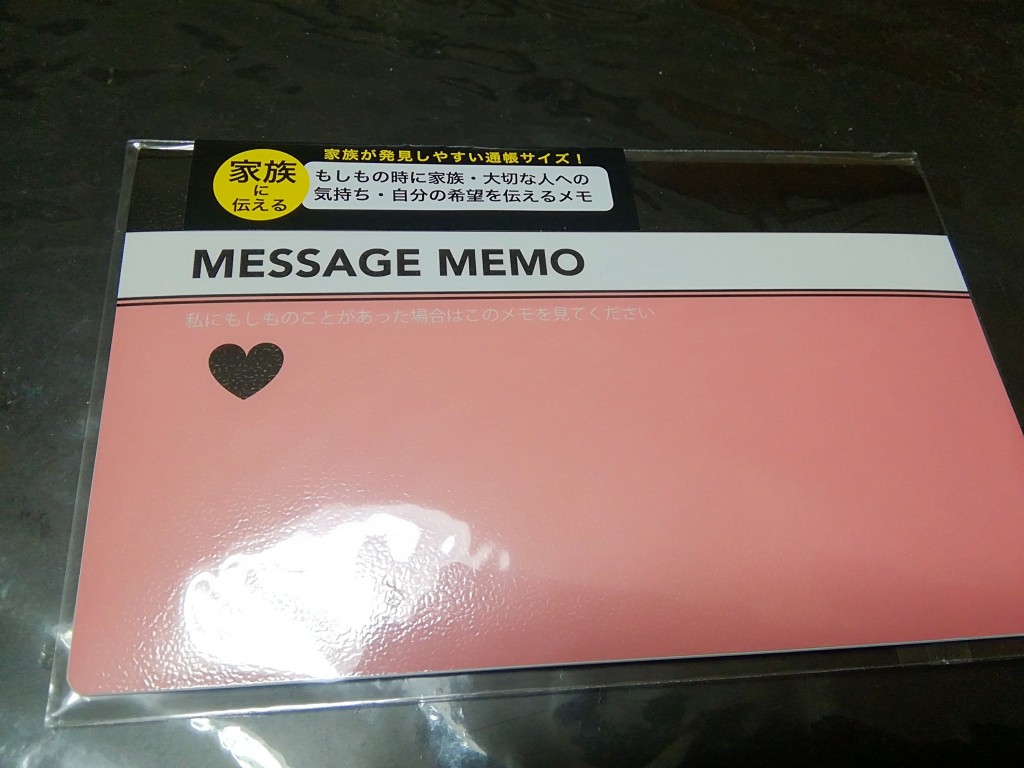 家族が発見しやすい通帳サイズ!
家族
に
伝える
もしもの時に家族・大切な人への
気持ち・自分の希望を伝えるメモ
MESSAGE MEMO
私にもしものことがあった場合はこのメモを見てください